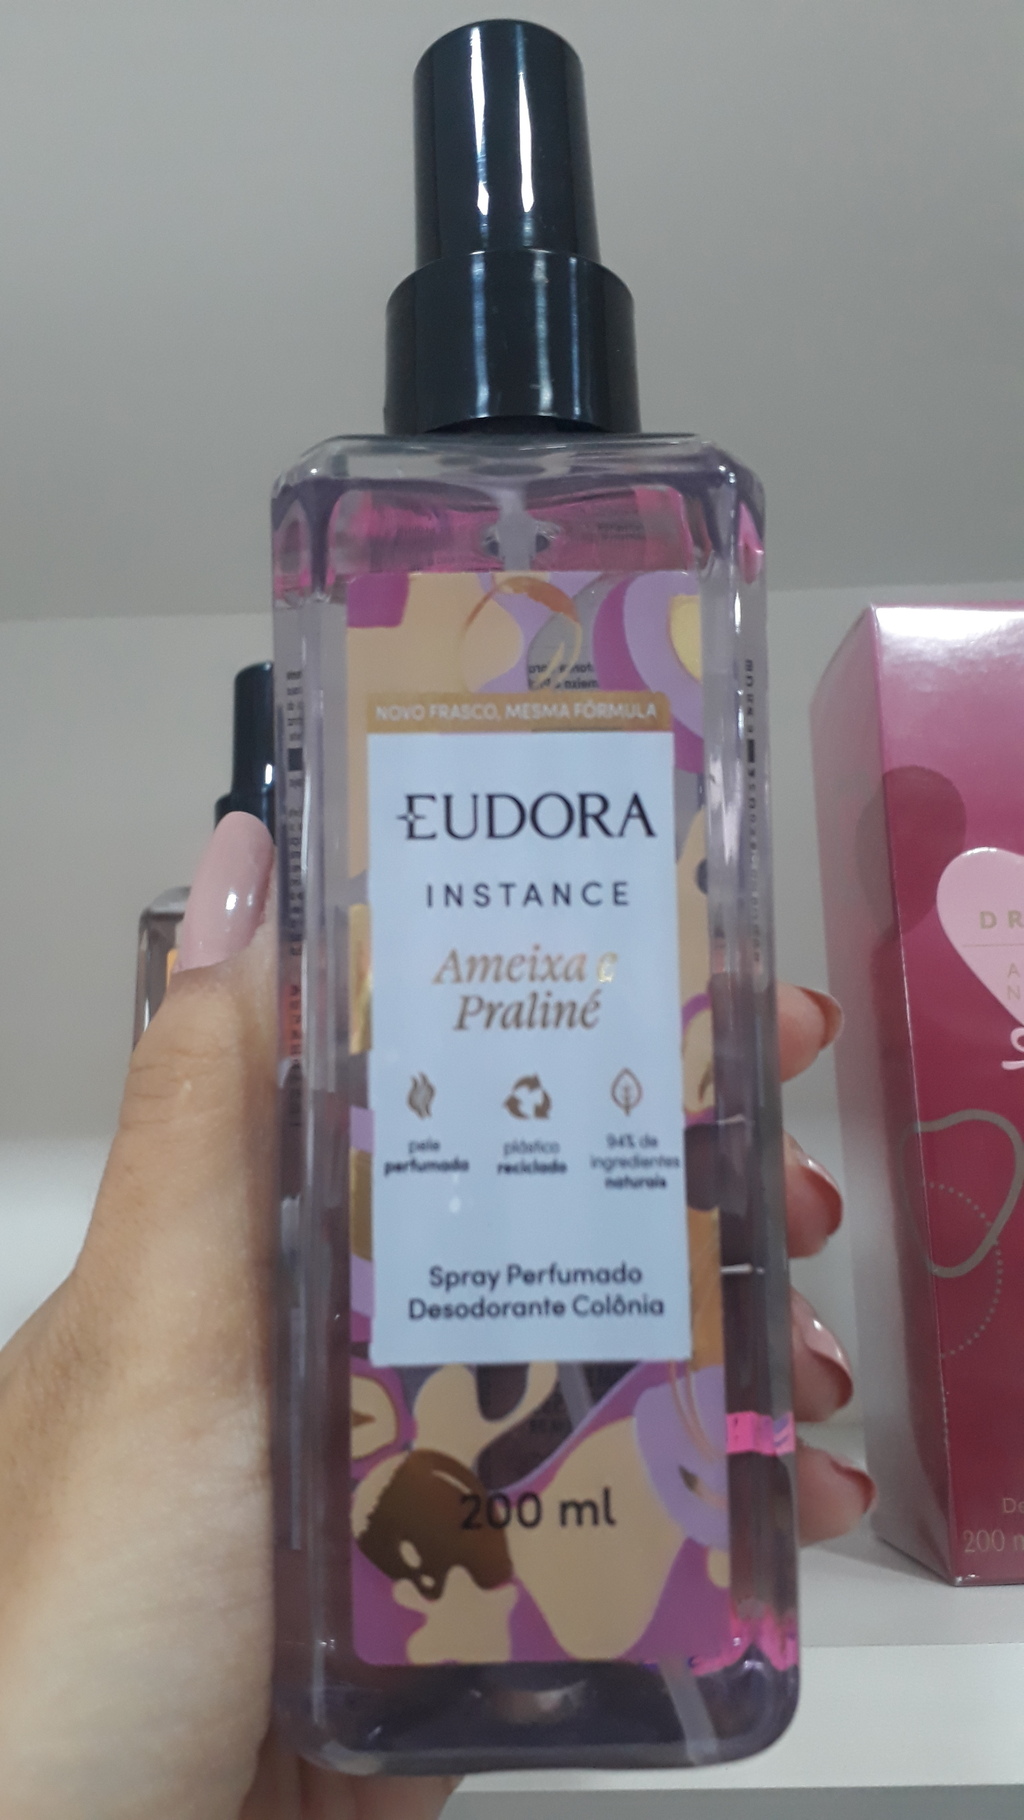 NOVO FRASCO, MESMA FÓRMULA
EUDORA
INSTANCE
Ameixa e
Praliné
pele
perfumada
plástico
reciclado
94% de
ingredientes
naturais
Spray Perfumado
Desodorante Colônia
200 ml
D R
A
N
De
200 m